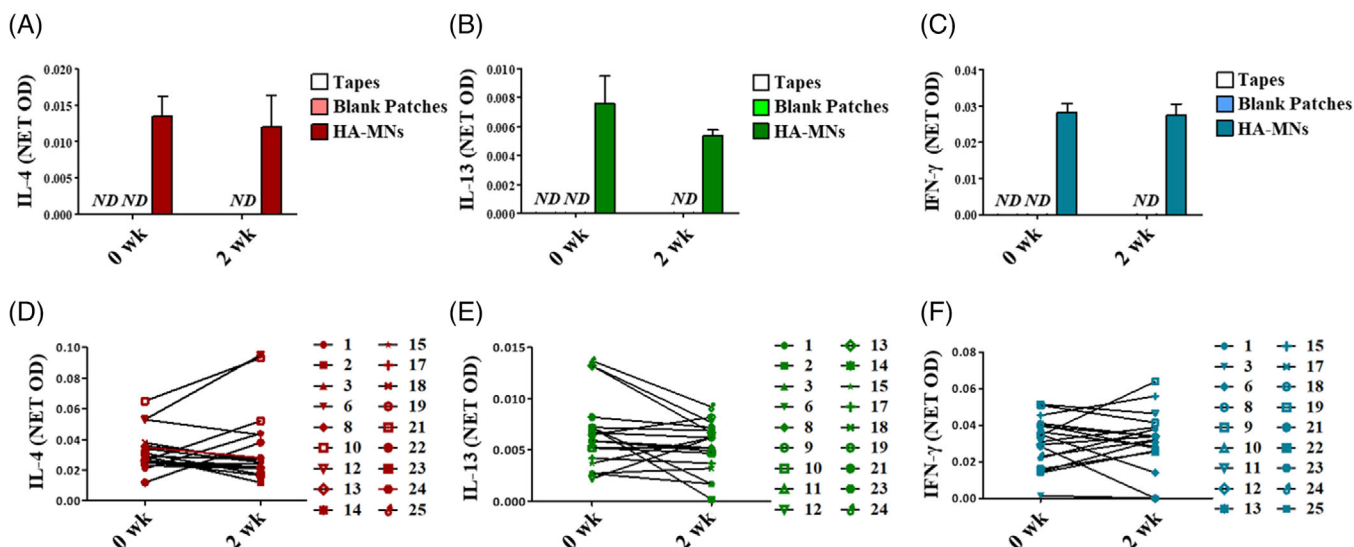 (A)
IL-4 (NET OD)
0.020
0.015
0.010
0.005
0.000
ND ND
ND
0 wk
2 wk
Tapes
Blank Patches
HA-MNs
(B)
IL-13 (NET OD)
0.010
0.008
0.006
0.004
0.002
0.000
ND ND
ND
0 wk
2 wk
Tapes
Blank Patches
HA-MNs
(C)
IFN-γ (NET OD)
0.04
0.03
0.02
0.01
0.00
ND ND
ND
0 wk
2 wk
Tapes
Blank Patches
HA-MNs
(D)
IL-4 (NET OD)
0.10
0.08
0.06
0.04
0.02
0.00
0 wk
2 wk
1 15
2 17
3 18
6 19
8 21
10 22
12 23
13 24
14 25
(E)
IL-13 (NET OD)
0.015
0.010
0.005
0.000
0 wk
2 wk
1 13
2 14
3 15
6 17
8 18
9 19
10 21
11 23
12 24
(F)
IFN-γ (NET OD)
0.08
0.06
0.04
0.02
0.00
0 wk
2 wk
1 15
3 17
6 18
8 19
9 21
10 22
11 23
12 24
13 25